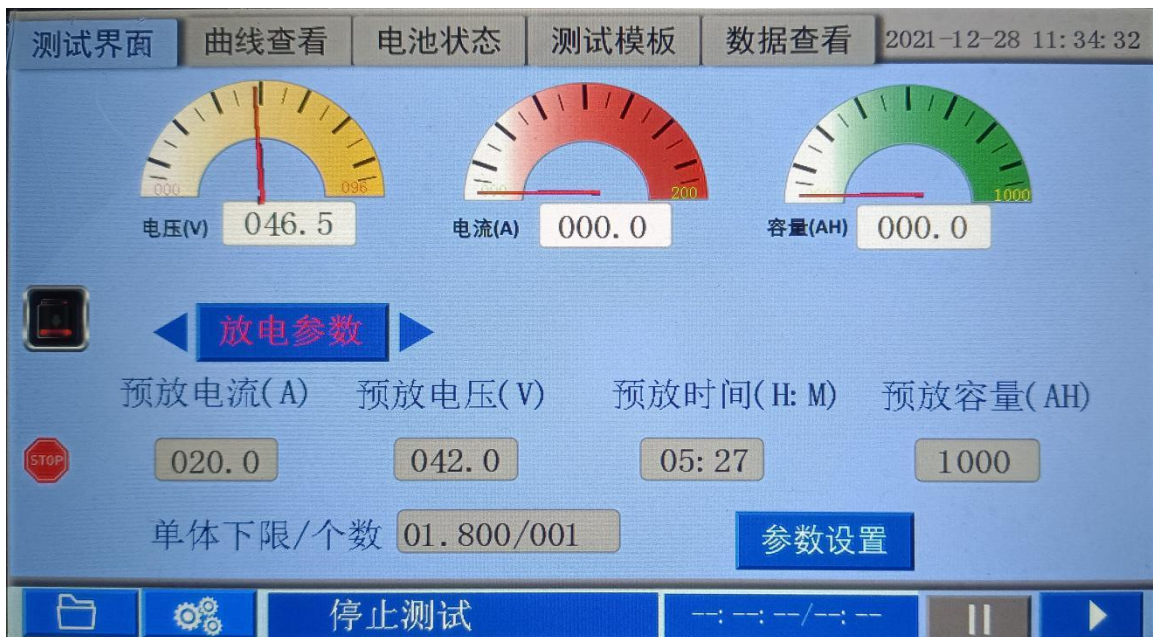 测试界面 曲线查看 电池状态 测试模板 数据查看 2021-12-28 11:34:32
000 096 200 1000
电压(V) 046.5 电流(A) 000.0 容量(AH) 000.0
放电参数
预放电流(A) 预放电压(V) 预放时间(H:M) 预放容量(AH)
STOP 020.0 042.0 05:27 1000
单体下限/个数 01.800/001 参数设置
停止测试 --:--:--/--:--